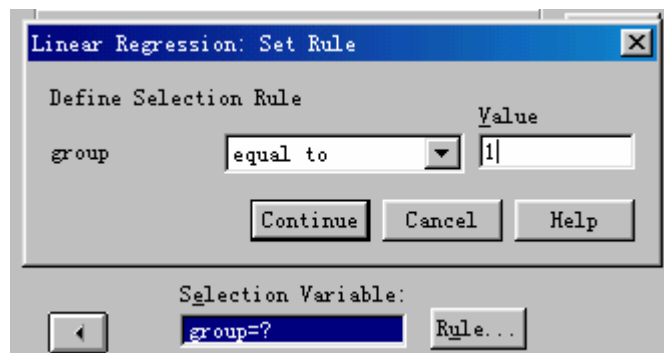 Linear Regression: Set Rule
Define Selection Rule
Value
group equal to 1
Continue Cancel Help
Selection Variable:
group=? Rule...